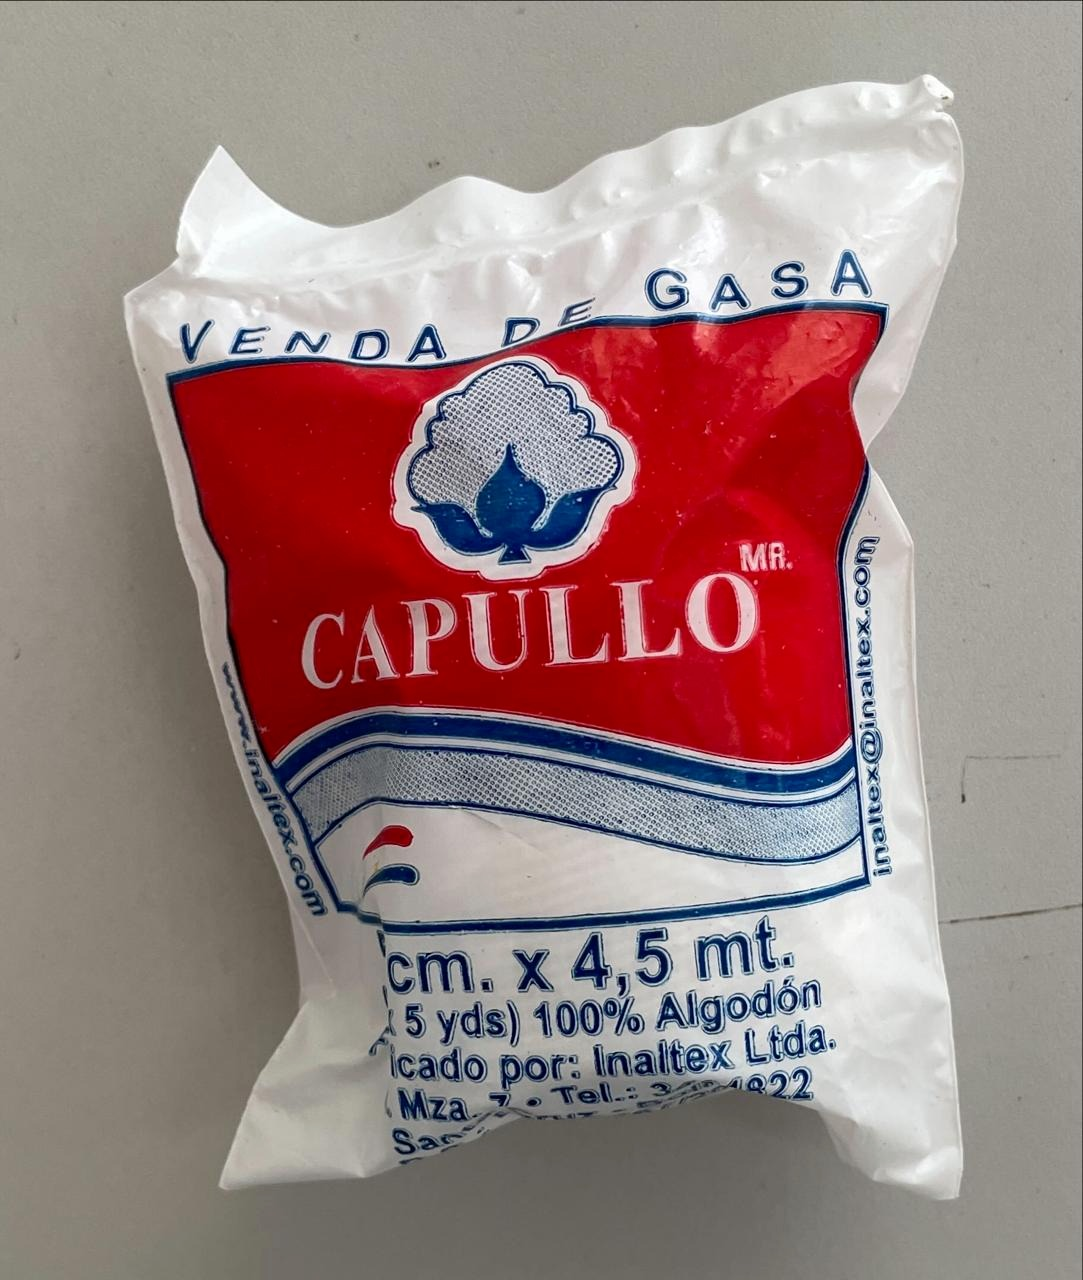 VENDA DE GASA
MR.
CAPULLO
www.inaltex.com
inaltex@inaltex.com
cm. x 4,5 mt.
5 yds) 100% Algodón
icado por: Inaltex Ltda.
Mza. 7 • Tel.: